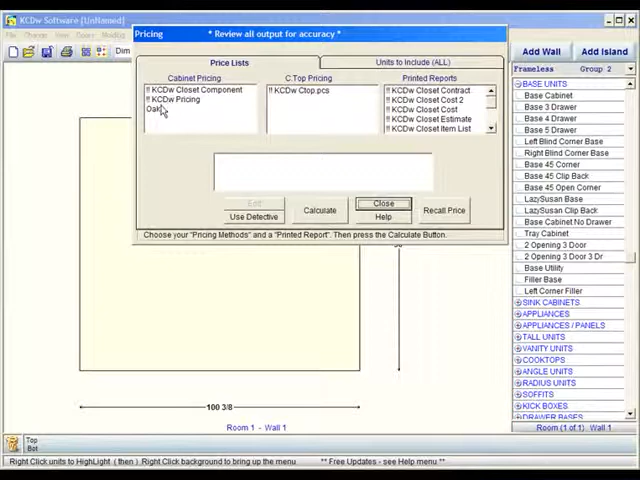 KCDw Software [UnNamed]
Pricing * Review all output for accuracy *
Dim
Price Lists
Units to Include (ALL)
Cabinet Pricing
C.Top Pricing
Printed Reports
!! KCDw Closet Component
!! KCDw Pricing
Oak
!! KCDw Ctop.pcs
!! KCDw Closet Contract
!! KCDw Closet Cost 2
!! KCDw Closet Cost
!! KCDw Closet Estimate
!! KCDw Closet Item List
Edit
Use Detective
Calculate
Close
Help
Recall Price
Choose your "Pricing Methods" and a "Printed Report". Then press the Calculate Button.
Add Wall
Add Island
Frameless Group 2
BASE UNITS
Base Cabinet
Base 3 Drawer
Base 4 Drawer
Base 5 Drawer
Left Blind Corner Base
Right Blind Corner Base
Base 45 Corner
Base 45 Clip Back
Base 45 Open Corner
LazySusan Base
LazySusan Clip Back
Base Cabinet No Drawer
Tray Cabinet
2 Opening 3 Door
2 Opening 3 Door 3 Dr
Base Utility
Filler Base
Left Corner Filler
SINK CABINETS
APPLIANCES
APPLIANCES / PANELS
TALL UNITS
VANITY UNITS
COOKTOPS
ANGLE UNITS
RADIUS UNITS
SOFFITS
KICK BOXES
DRAWER BASES
Room (1 of 1) Wall 1
100 3/8
Room 1 - Wall 1
Top
Bot
Right Click units to HighLight ( then ) Right Click background to bring up the menu ** Free Updates - see Help menu **